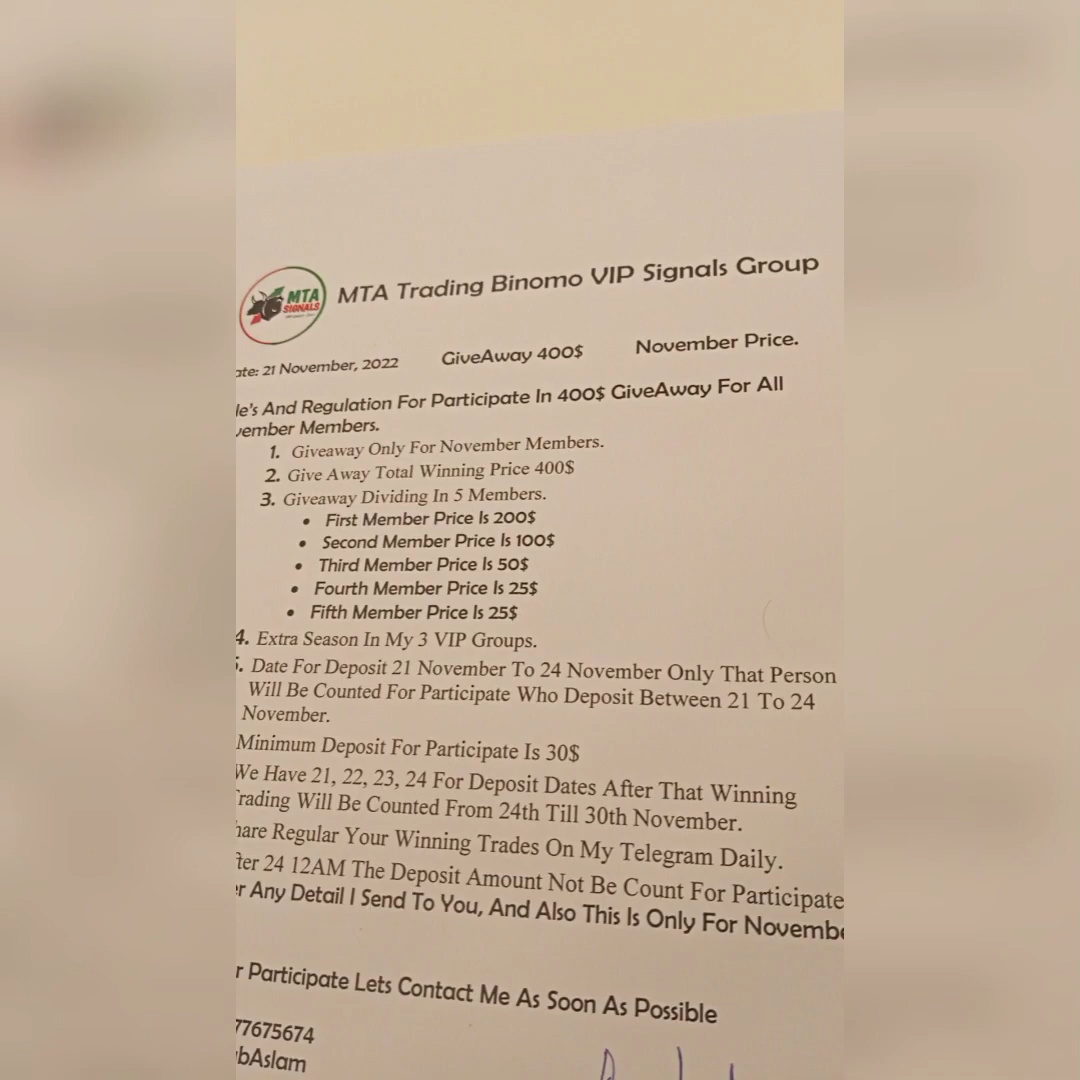 MTA
SIGNALS
MTA Trading Binomo VIP Signals Group
ate: 21 November, 2022 GiveAway 400$ November Price.
le's And Regulation For Participate In 400$ GiveAway For All
vember Members.
1. Giveaway Only For November Members.
2. Give Away Total Winning Price 400$
3. Giveaway Dividing In 5 Members.
• First Member Price Is 200$
• Second Member Price Is 100$
• Third Member Price Is 50$
• Fourth Member Price Is 25$
• Fifth Member Price Is 25$
4. Extra Season In My 3 VIP Groups.
. Date For Deposit 21 November To 24 November Only That Person
Will Be Counted For Participate Who Deposit Between 21 To 24
November.
Minimum Deposit For Participate Is 30$
We Have 21, 22, 23, 24 For Deposit Dates After That Winning
Trading Will Be Counted From 24th Till 30th November.
hare Regular Your Winning Trades On My Telegram Daily.
fter 24 12AM The Deposit Amount Not Be Count For Participate
er Any Detail I Send To You, And Also This Is Only For Novembe
r Participate Lets Contact Me As Soon As Possible
77675674
bAslam